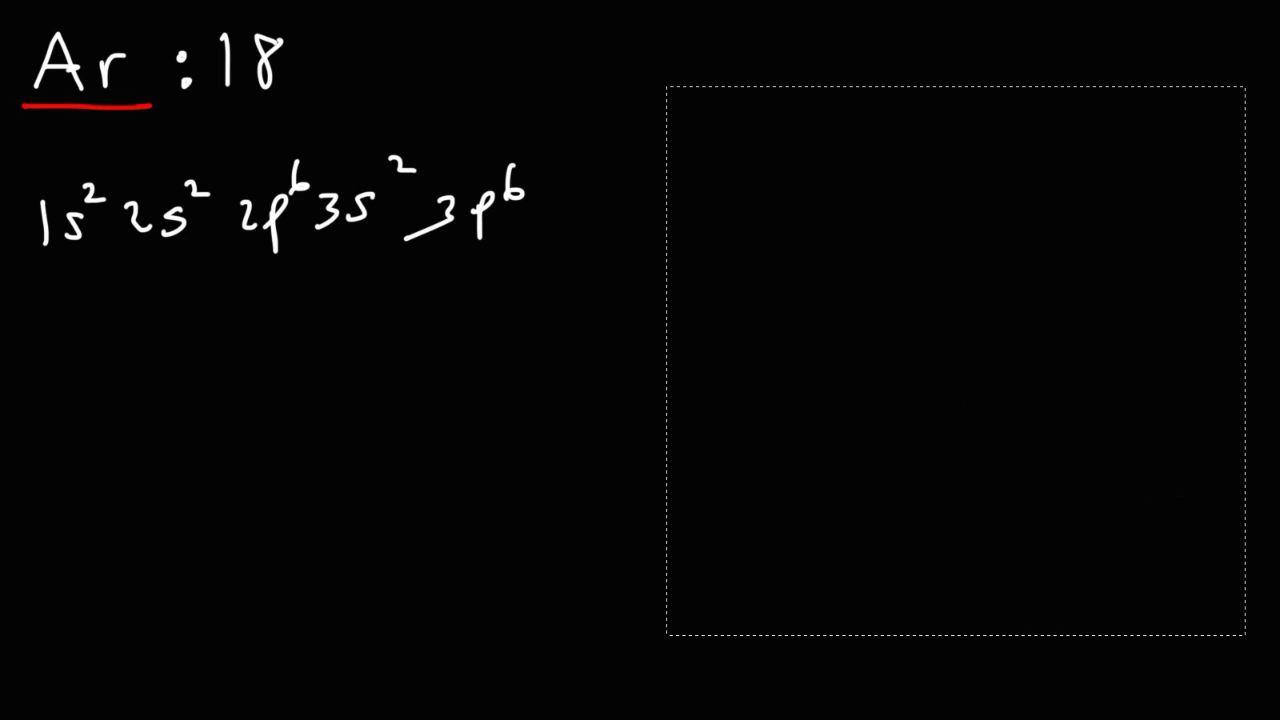 Ar : 18
1s² 2s² 2p⁶ 3s² 3p⁶